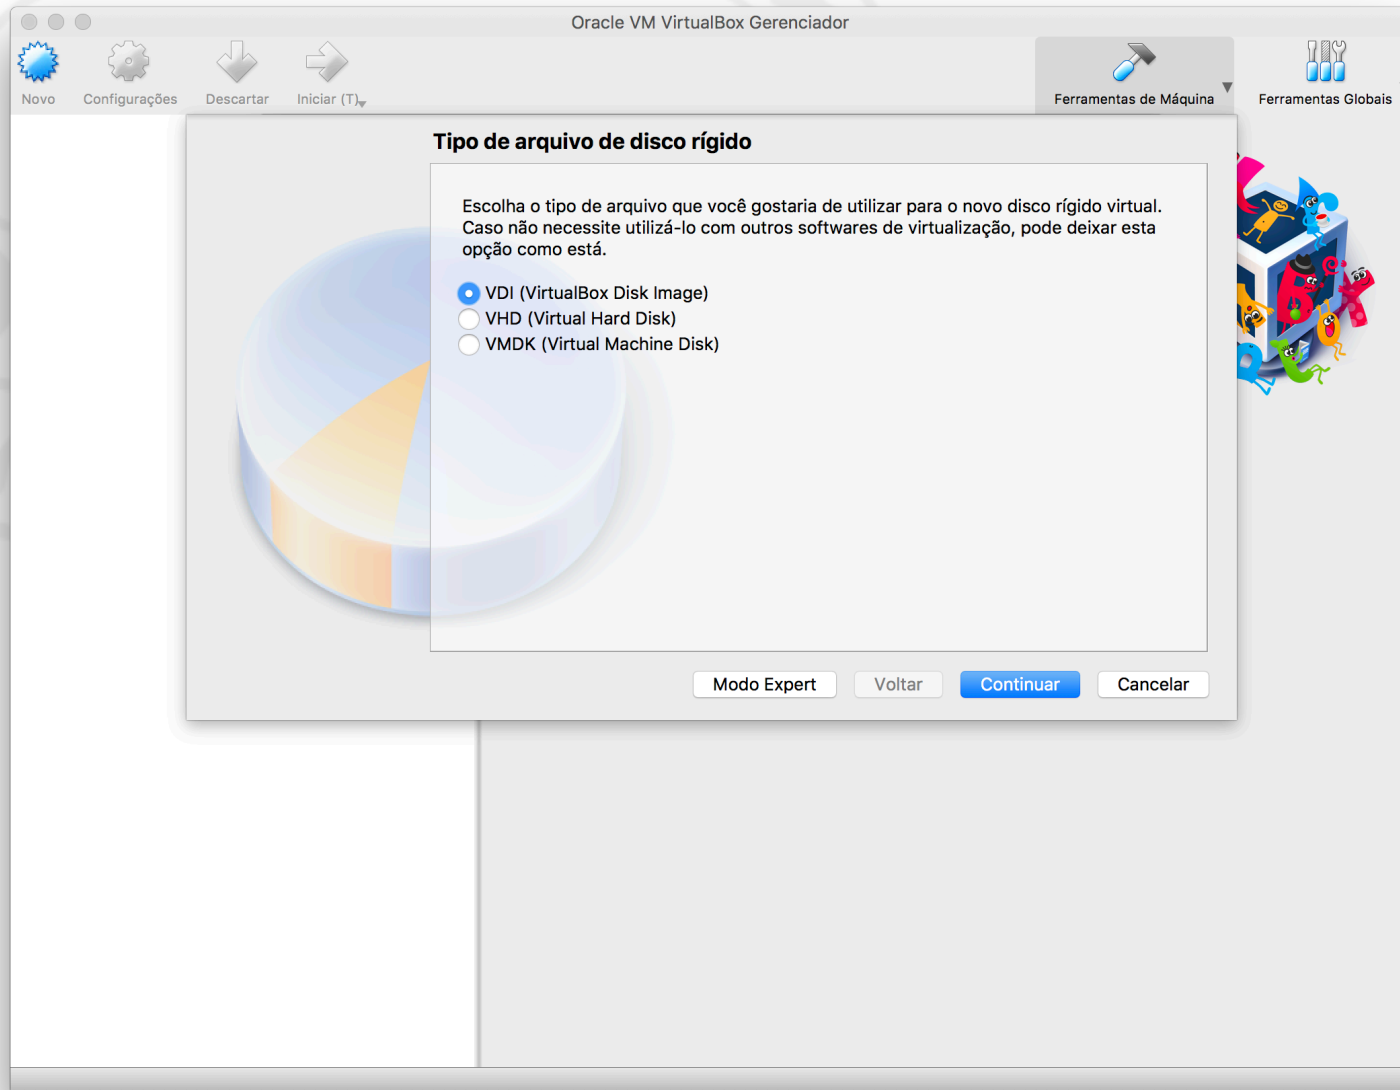 Oracle VM VirtualBox Gerenciador
Novo
Configurações
Descartar
Iniciar (T)
Ferramentas de Máquina
Ferramentas Globais
Tipo de arquivo de disco rígido
Escolha o tipo de arquivo que você gostaria de utilizar para o novo disco rígido virtual.
Caso não necessite utilizá-lo com outros softwares de virtualização, pode deixar esta
opção como está.
VDI (VirtualBox Disk Image)
VHD (Virtual Hard Disk)
VMDK (Virtual Machine Disk)
Modo Expert
Voltar
Continuar
Cancelar